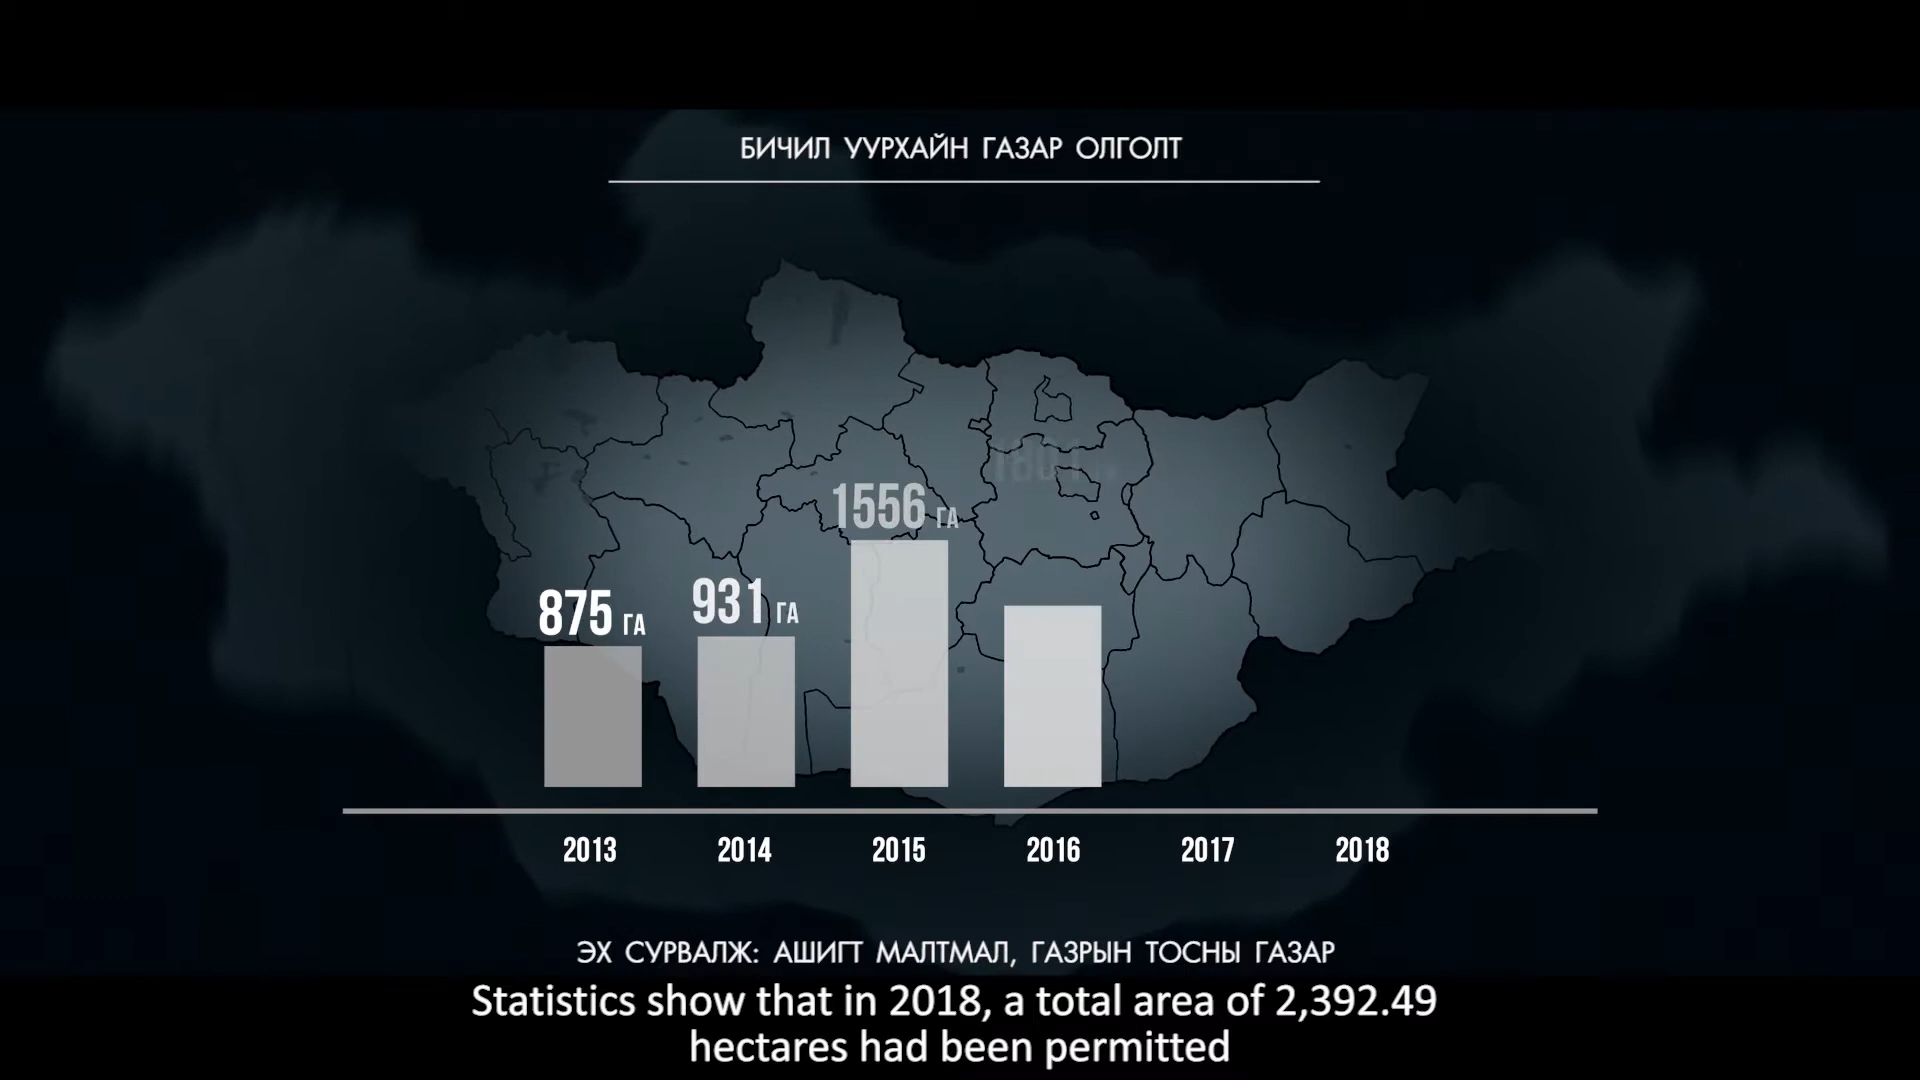 БИЧИЛ УУРХАЙН ГАЗАР ОЛГОЛТ
1556 ГА
931 ГА
875 ГА
2013 2014 2015 2016 2017 2018
ЭХ СУРВАЛЖ: АШИГТ МАЛТМАЛ, ГАЗРЫН ТОСНЫ ГАЗАР
Statistics show that in 2018, a total area of 2,392.49
hectares had been permitted